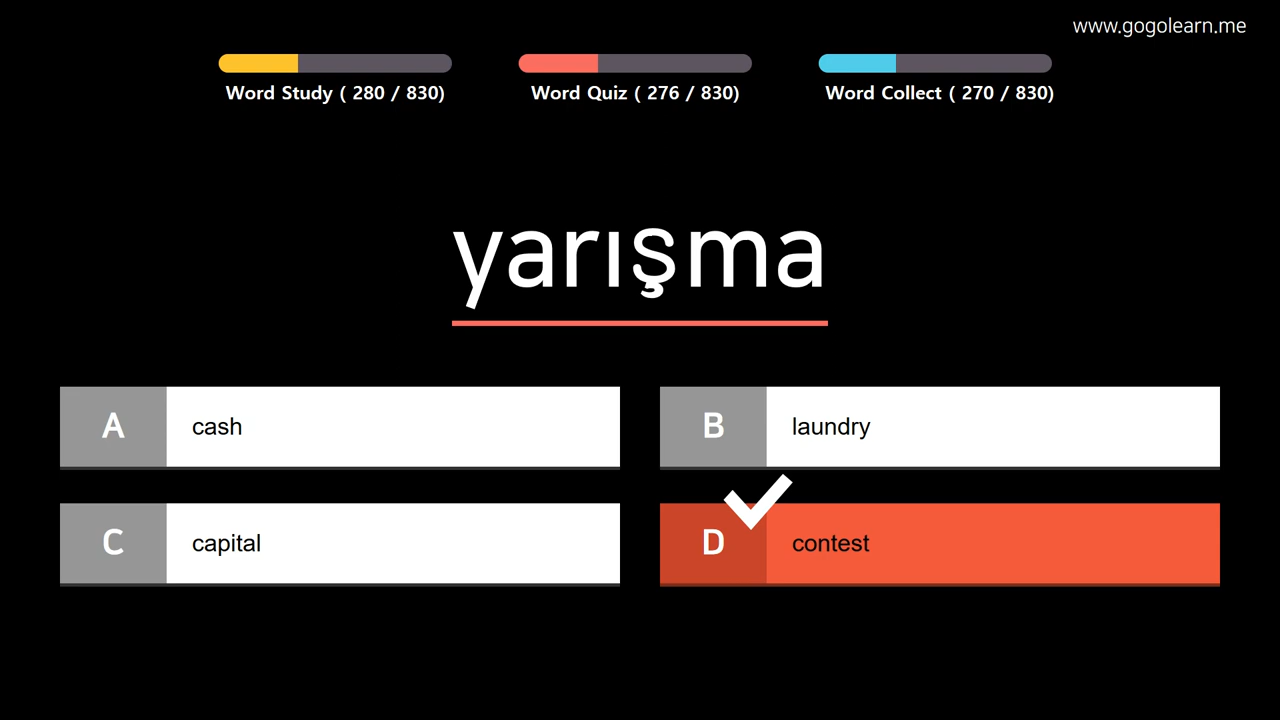 www.gogolearn.me
Word Study ( 280 / 830)
Word Quiz ( 276 / 830)
Word Collect ( 270 / 830)
yarışma
A cash
B laundry
C capital
D contest